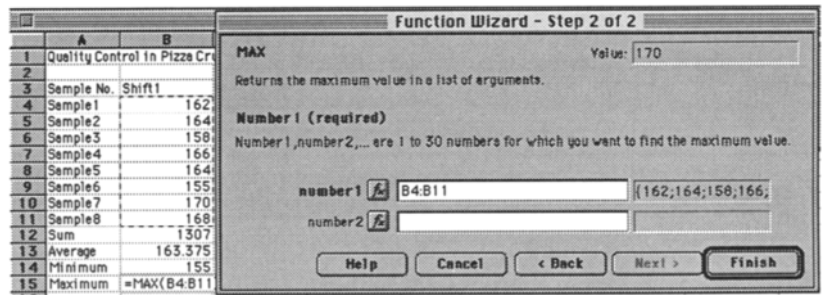 Function Wizard - Step 2 of 2
A B
1 Quality Control in Pizza Cru
2
3 Sample No. Shift1
4 Sample1 162
5 Sample2 164
6 Sample3 158
7 Sample4 166
8 Sample5 164
9 Sample6 155
10 Sample7 170
11 Sample8 168
12 Sum 1307
13 Average 163.375
14 Minimum 155
15 Maximum =MAX(B4:B11
MAX Value: 170
Returns the maximum value in a list of arguments.
Number1 (required)
Number1,number2,... are 1 to 30 numbers for which you want to find the maximum value.
number1 fx B4:B11 {162;164;158;166;
number2 fx
Help Cancel < Back Next > Finish